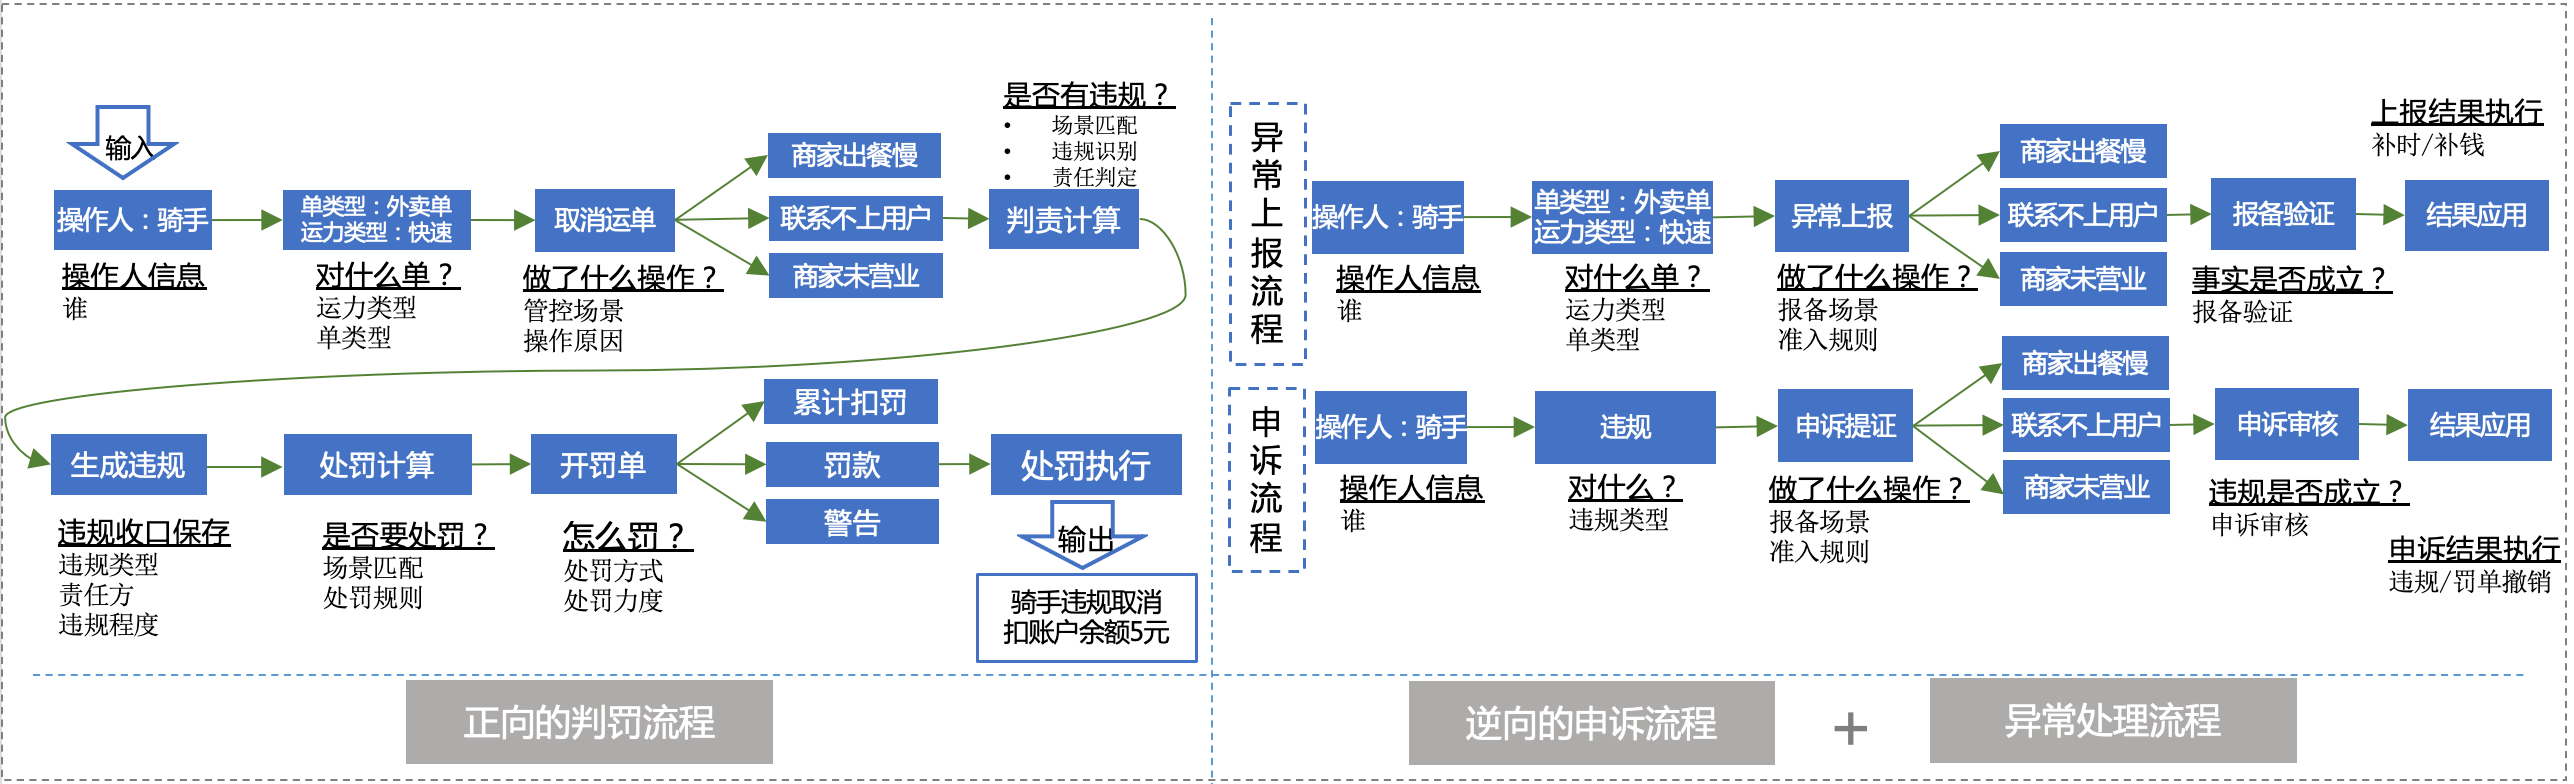 输入
操作人：骑手
操作人信息
谁
单类型：外卖单
运力类型：快速
对什么单？
运力类型
单类型
取消运单
做了什么操作？
管控场景
操作原因
商家出餐慢
联系不上用户
商家未营业
是否有违规？
• 场景匹配
• 违规识别
• 责任判定
判责计算
生成违规
违规收口保存
违规类型
责任方
违规程度
处罚计算
是否要处罚？
场景匹配
处罚规则
开罚单
怎么罚？
处罚方式
处罚力度
累计扣罚
罚款
警告
处罚执行
输出
骑手违规取消
扣账户余额5元
正向的判罚流程
异常上报流程
操作人：骑手
操作人信息
谁
单类型：外卖单
运力类型：快速
对什么单？
运力类型
单类型
异常上报
做了什么操作？
报备场景
准入规则
商家出餐慢
联系不上用户
商家未营业
报备验证
事实是否成立？
报备验证
上报结果执行
补时/补钱
结果应用
申诉流程
操作人：骑手
操作人信息
谁
违规
对什么？
违规类型
申诉提证
做了什么操作？
报备场景
准入规则
商家出餐慢
联系不上用户
商家未营业
申诉审核
违规是否成立？
申诉审核
结果应用
申诉结果执行
违规/罚单撤销
逆向的申诉流程
+
异常处理流程